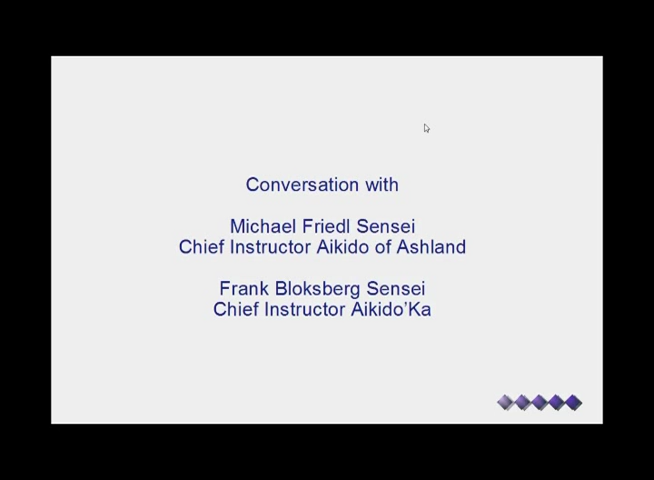 Conversation with
Michael Friedl Sensei
Chief Instructor Aikido of Ashland
Frank Bloksberg Sensei
Chief Instructor Aikido'Ka